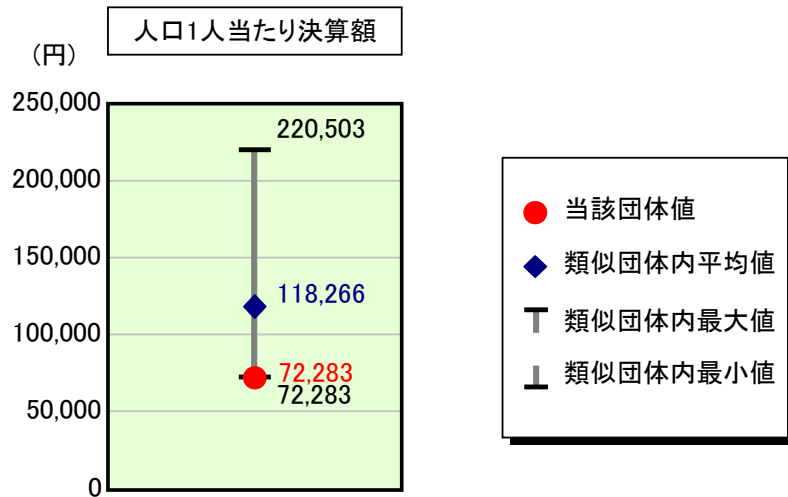 人口1人当たり決算額
(円)
250,000
200,000
150,000
100,000
50,000
0
220,503
118,266
72,283
72,283
当該団体値
類似団体内平均値
類似団体内最大値
類似団体内最小値